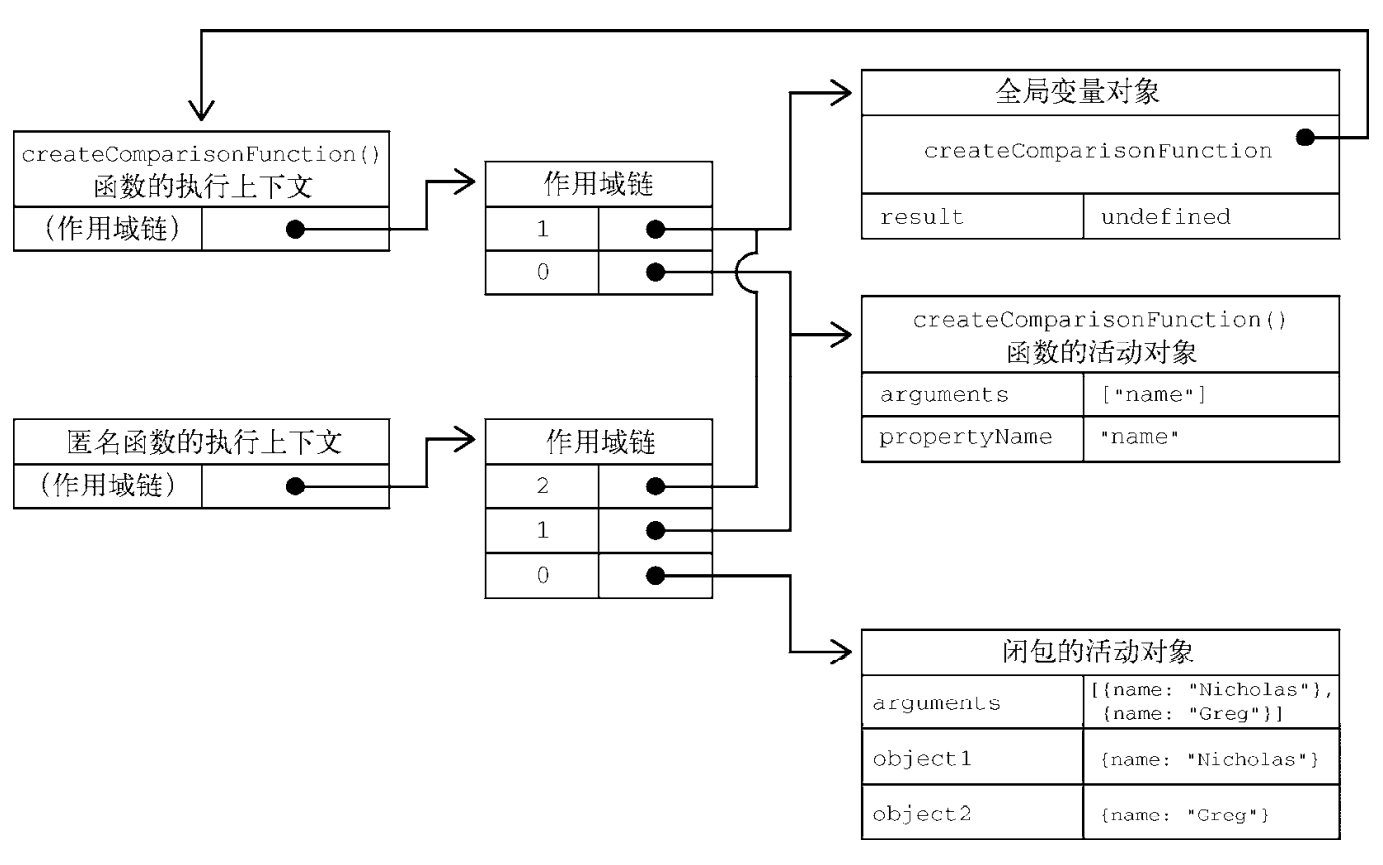 全局变量对象
createComparisonFunction
result undefined
createComparisonFunction()
函数的执行上下文
(作用域链)
作用域链
1
0
createComparisonFunction()
函数的活动对象
arguments ["name"]
propertyName "name"
匿名函数的执行上下文
(作用域链)
作用域链
2
1
0
闭包的活动对象
arguments [{name: "Nicholas"},
{name: "Greg"}]
object1 {name: "Nicholas"}
object2 {name: "Greg"}